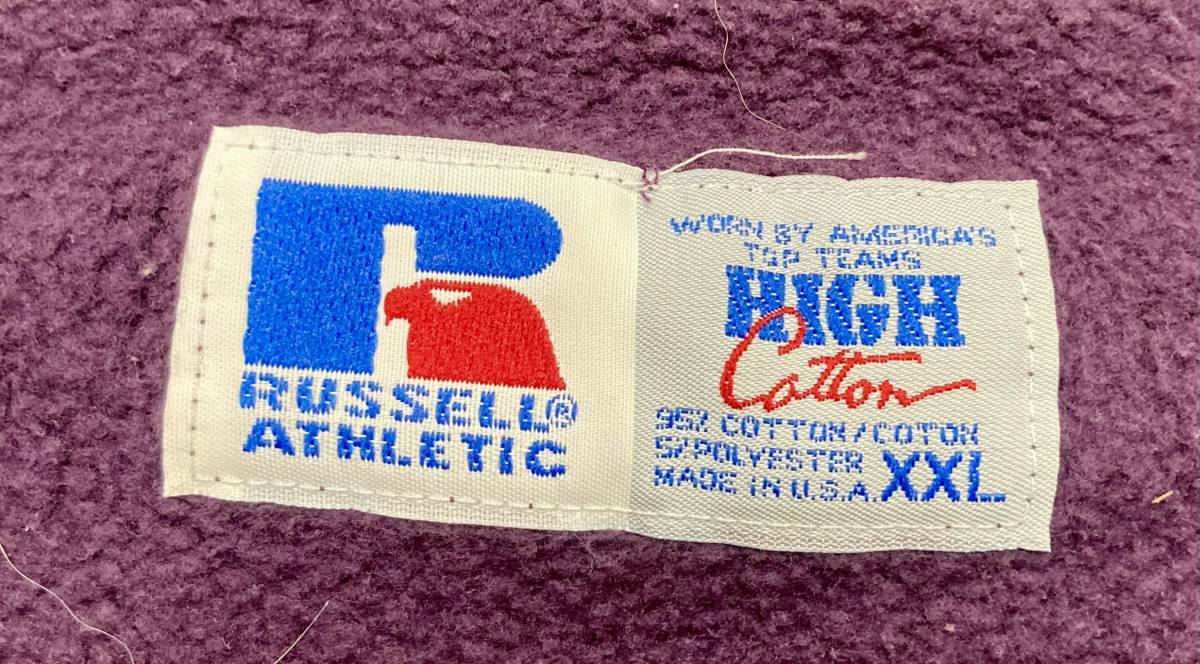 RUSSELL®
ATHLETIC
WORN BY AMERICA'S
TOP TEAMS
HIGH
Cotton
95% COTTON/COTON
5/POLYESTER
MADE IN U.S.A.
XXL